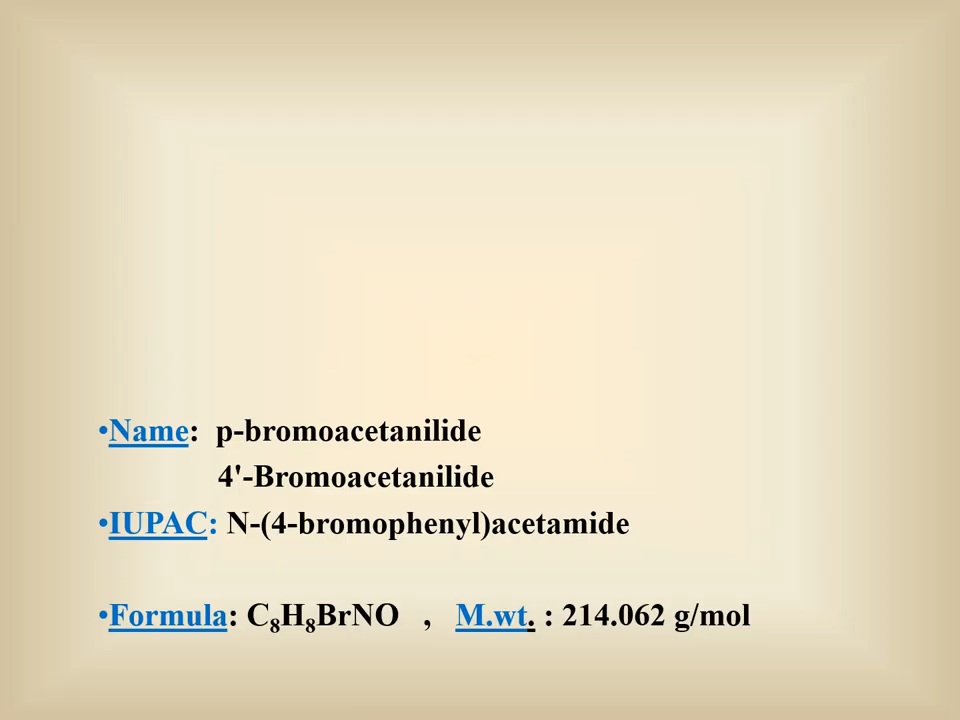 •Name:  p-bromoacetanilide
4'-Bromoacetanilide
•IUPAC: N-(4-bromophenyl)acetamide
•Formula: C₈H₈BrNO   ,   M.wt. : 214.062 g/mol